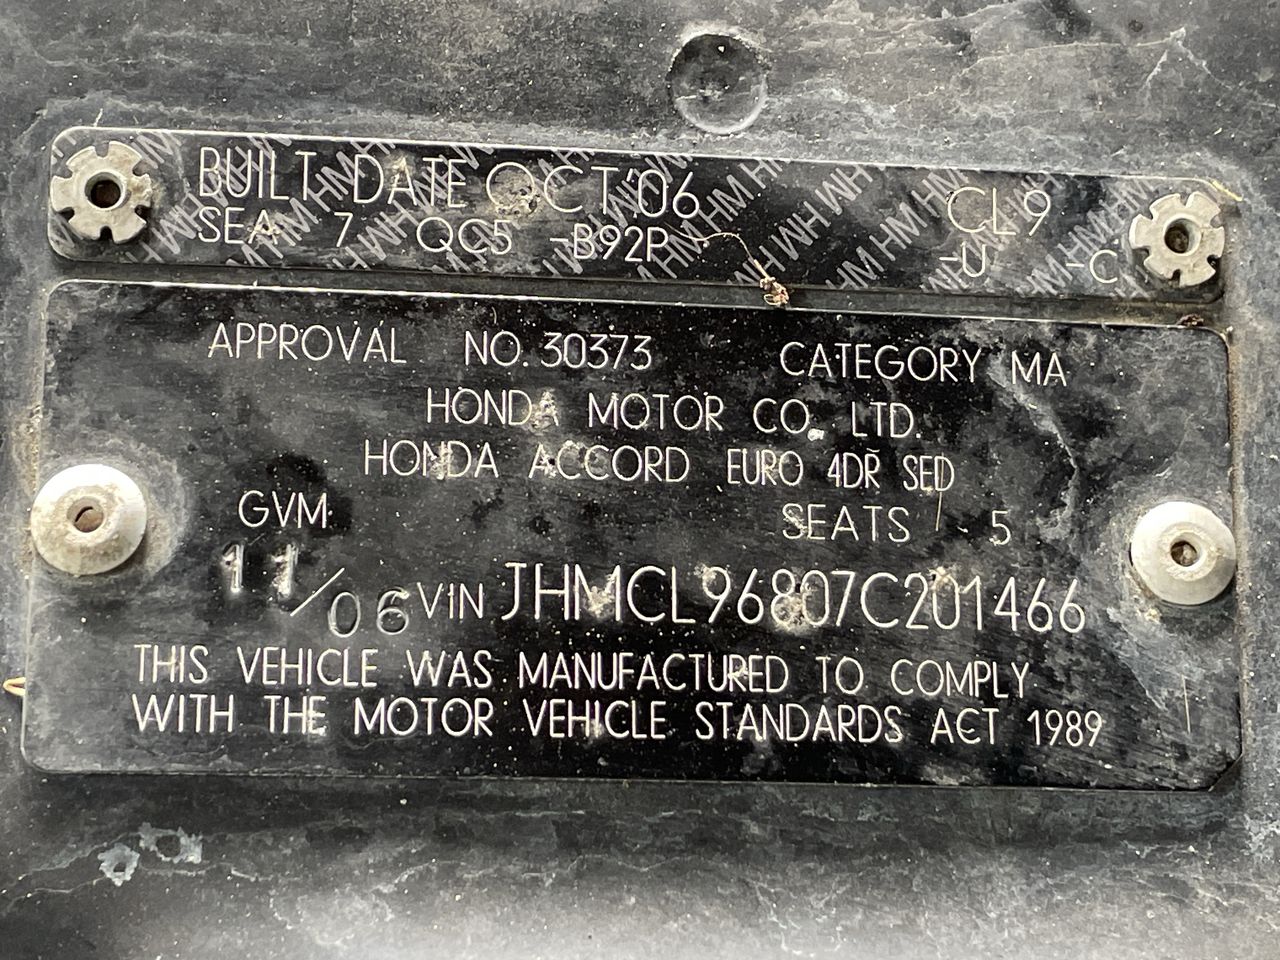 BUILT DATE OCT'06 CL9
SEA 7 QC5 -B92P -U -C
APPROVAL NO. 30373 CATEGORY MA
HONDA MOTOR CO. LTD.
HONDA ACCORD EURO 4DR SED
GVM SEATS 5
11/06 VIN JHMCL96807C201466
THIS VEHICLE WAS MANUFACTURED TO COMPLY
WITH THE MOTOR VEHICLE STANDARDS ACT 1989